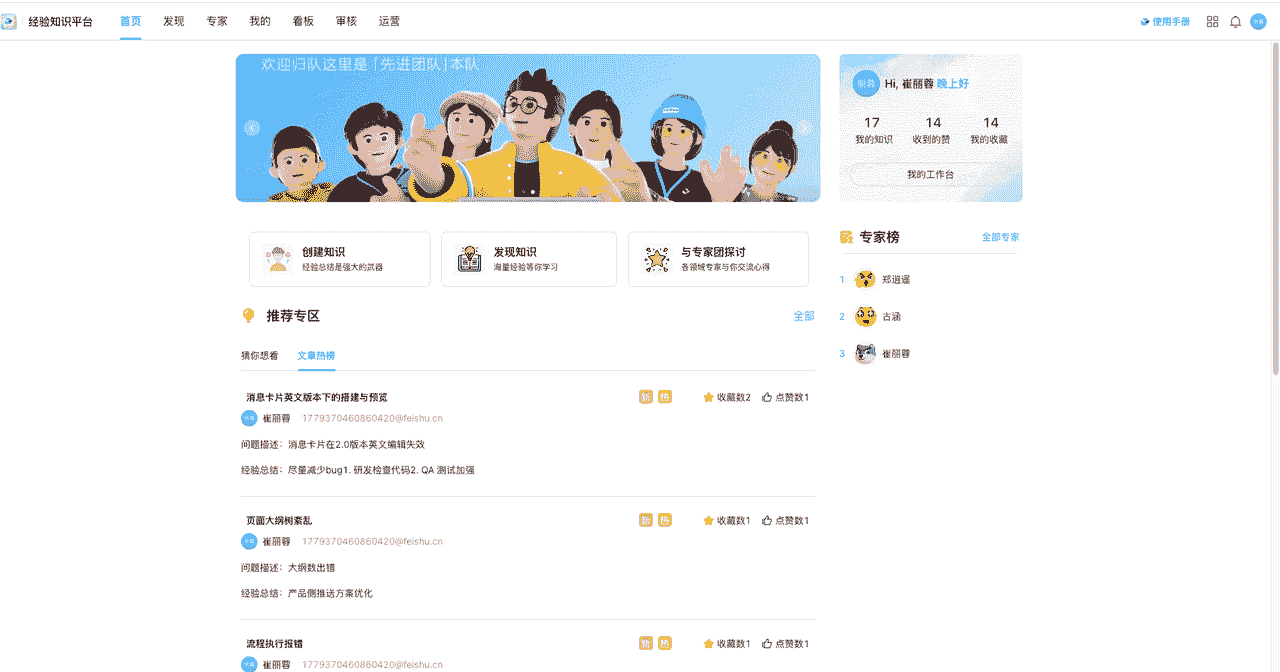 经验知识平台 首页 发现 专家 我的 看板 审核 运营 使用手册
欢迎归队这里是「先进团队」本队
Hi, 崔丽蓉 晚上好
17 14 14
我的知识 收到的赞 我的收藏
我的工作台
创建知识
经验总结是强大的武器
发现知识
海量经验等你学习
与专家团探讨
各领域专家与你交流心得
专家榜 全部专家
1 郑逍遥
2 古涵
3 崔丽蓉
推荐专区 全部
猜你想看 文章热榜
消息卡片英文版本下的搭建与预览 新 热 收藏数2 点赞数1
崔丽蓉 1779370460860420@feishu.cn
问题描述：消息卡片在2.0版本英文编辑失效
经验总结：尽量减少bug1. 研发检查代码2. QA 测试加强
页面大纲树紊乱 新 热 收藏数1 点赞数1
崔丽蓉 1779370460860420@feishu.cn
问题描述：大纲数出错
经验总结：产品侧推送方案优化
流程执行报错 新 热 收藏数1 点赞数1
崔丽蓉 1779370460860420@feishu.cn